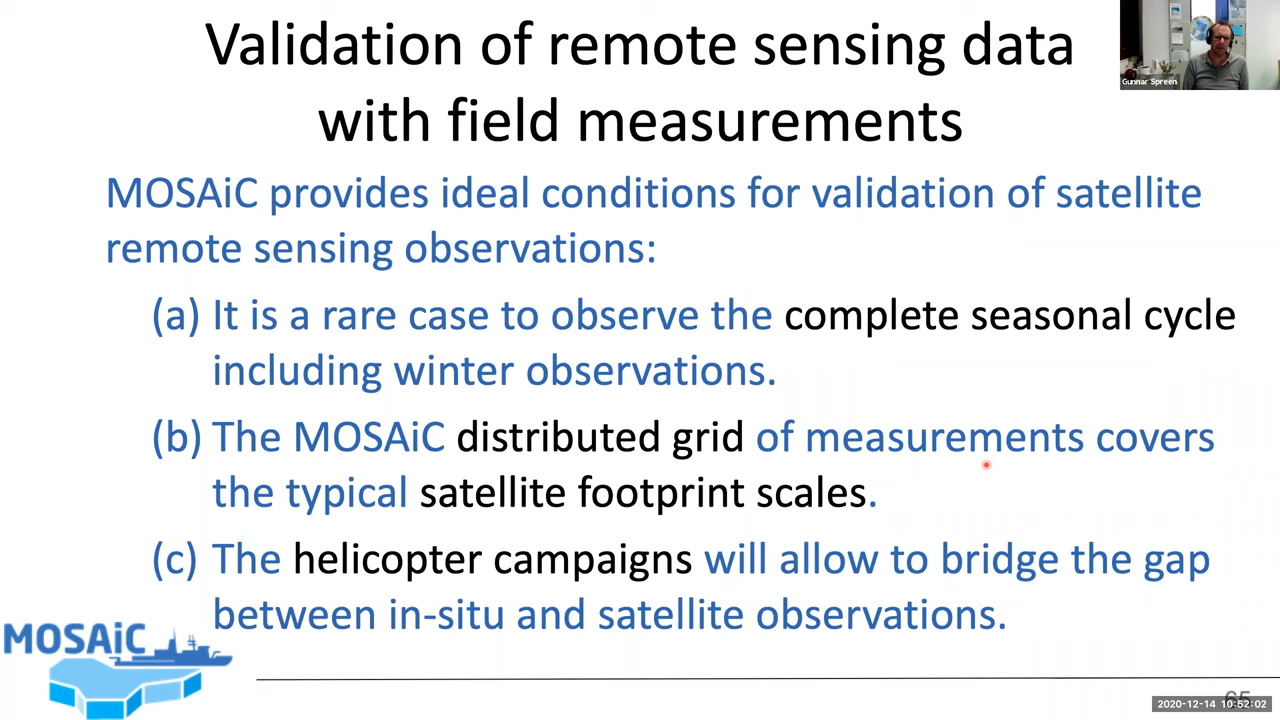 Validation of remote sensing data
with field measurements
Gunnar Spreen
MOSAiC provides ideal conditions for validation of satellite
remote sensing observations:
(a) It is a rare case to observe the complete seasonal cycle
including winter observations.
(b) The MOSAiC distributed grid of measurements covers
the typical satellite footprint scales.
(c) The helicopter campaigns will allow to bridge the gap
between in-situ and satellite observations.
MOSAiC
65
2020-12-14 10:52:02